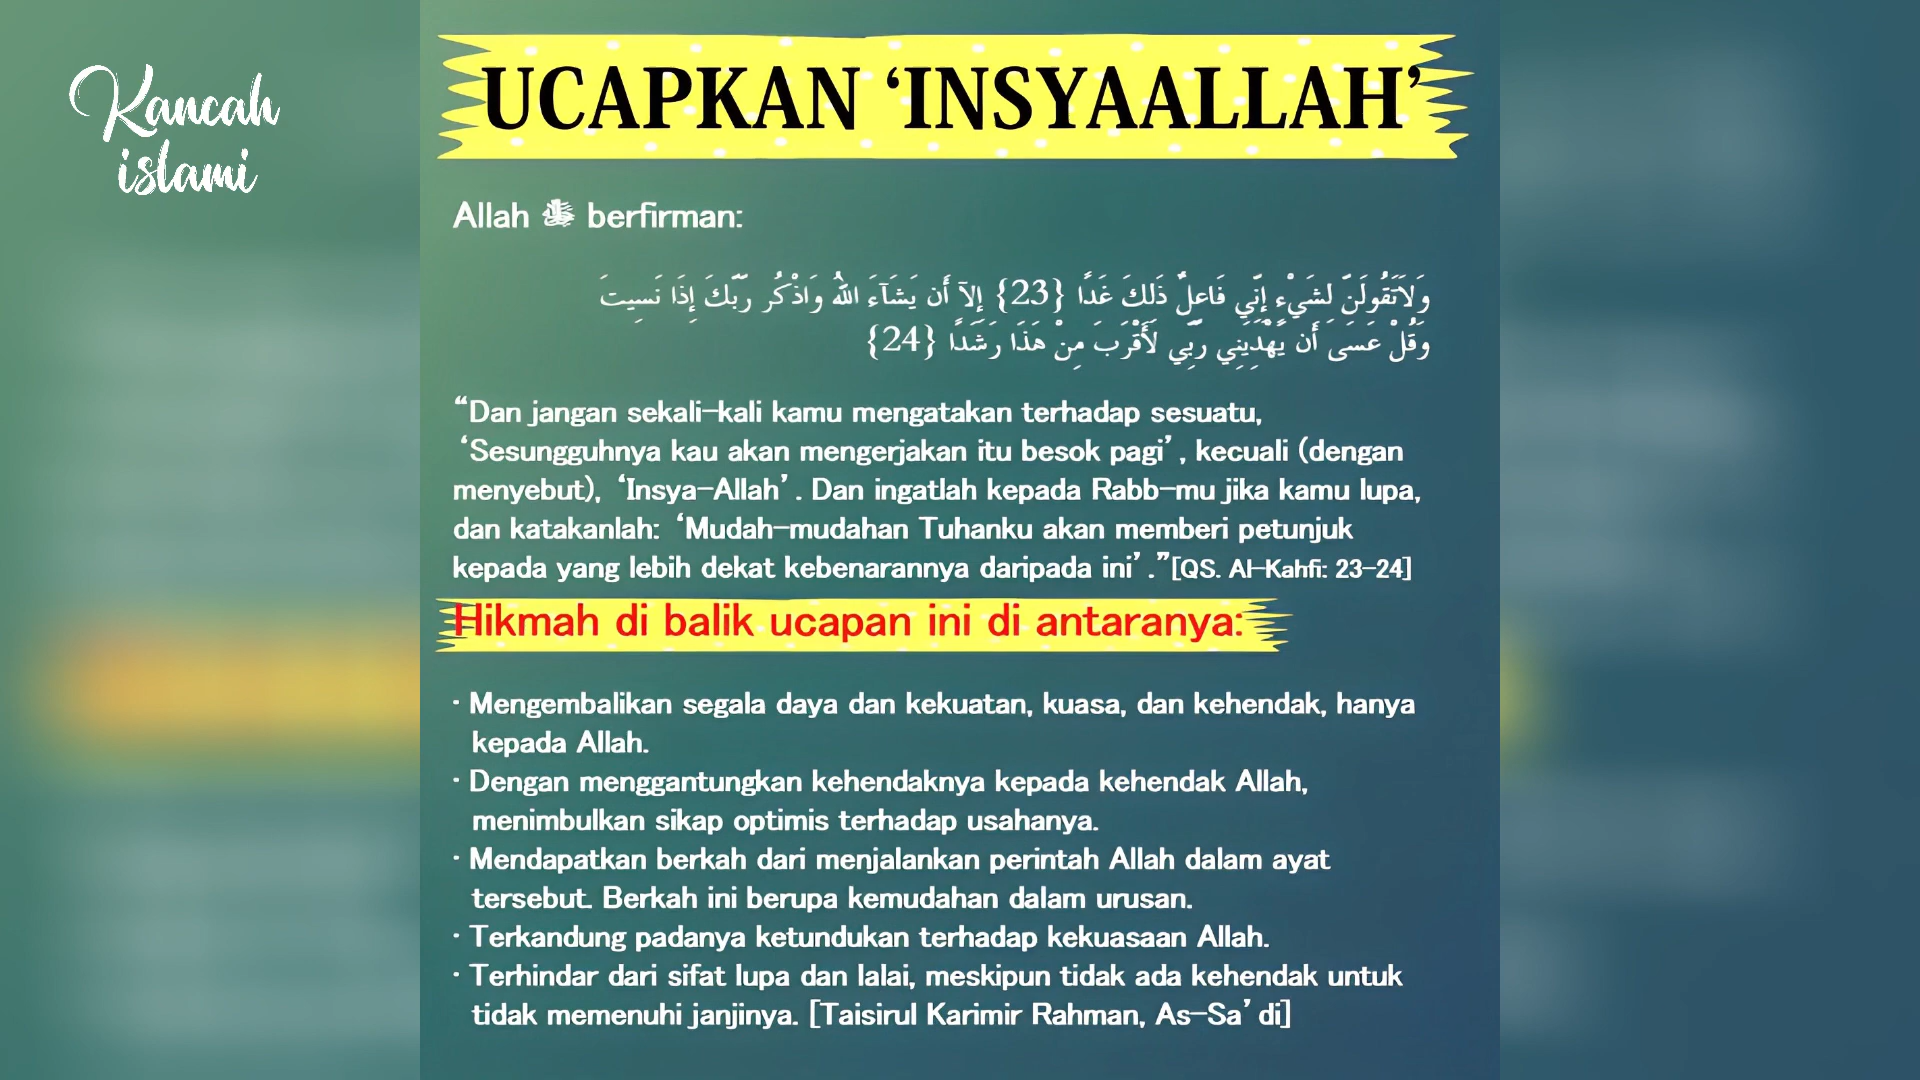 Kancah
islami
UCAPKAN ‘INSYAALLAH’
Allah ﷻ berfirman:
وَلاَتَقُولَنَّ لِشَيْءٍ إِنِّي فَاعِلٌ ذَلِكَ غَدًا {23} إِلاَّ أَن يَشَآءَ اللهُ وَاذْكُر رَّبَّكَ إِذَا نَسِيتَ
وَقُلْ عَسَى أَن يَهْدِيَنِي رَبِّي لأَقْرَبَ مِنْ هَذَا رَشَدًا {24}
“Dan jangan sekali-kali kamu mengatakan terhadap sesuatu,
‘Sesungguhnya kau akan mengerjakan itu besok pagi’, kecuali (dengan
menyebut), ‘Insya-Allah’. Dan ingatlah kepada Rabb-mu jika kamu lupa,
dan katakanlah: ‘Mudah-mudahan Tuhanku akan memberi petunjuk
kepada yang lebih dekat kebenarannya daripada ini’.”[QS. Al-Kahfi: 23-24]
Hikmah di balik ucapan ini di antaranya:
· Mengembalikan segala daya dan kekuatan, kuasa, dan kehendak, hanya
kepada Allah.
· Dengan menggantungkan kehendaknya kepada kehendak Allah,
menimbulkan sikap optimis terhadap usahanya.
· Mendapatkan berkah dari menjalankan perintah Allah dalam ayat
tersebut. Berkah ini berupa kemudahan dalam urusan.
· Terkandung padanya ketundukan terhadap kekuasaan Allah.
· Terhindar dari sifat lupa dan lalai, meskipun tidak ada kehendak untuk
tidak memenuhi janjinya. [Taisirul Karimir Rahman, As-Sa’di]